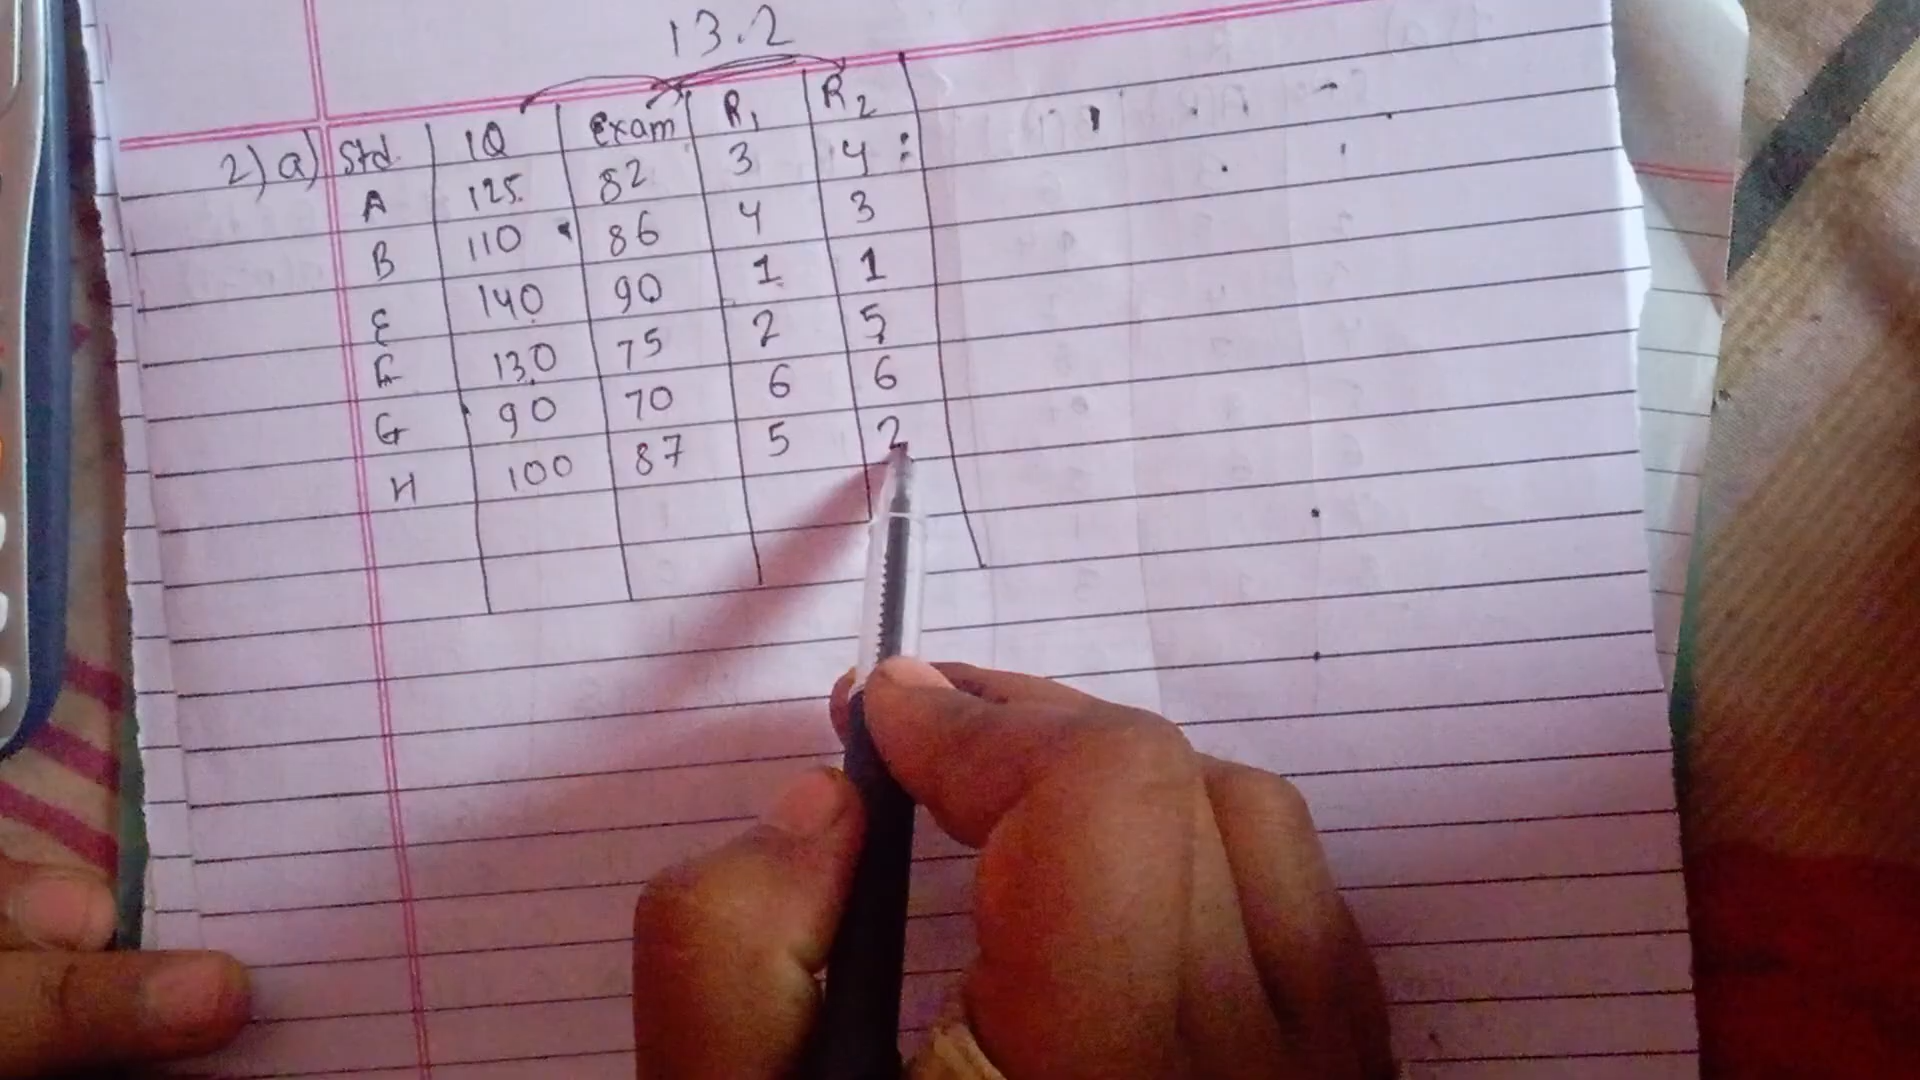 13.2
2) a) Std IQ Exam R1 R2
A 125 82 3 4
B 110 86 4 3
E 140 90 1 1
F 130 75 2 5
G 90 70 6 6
H 100 87 5 2